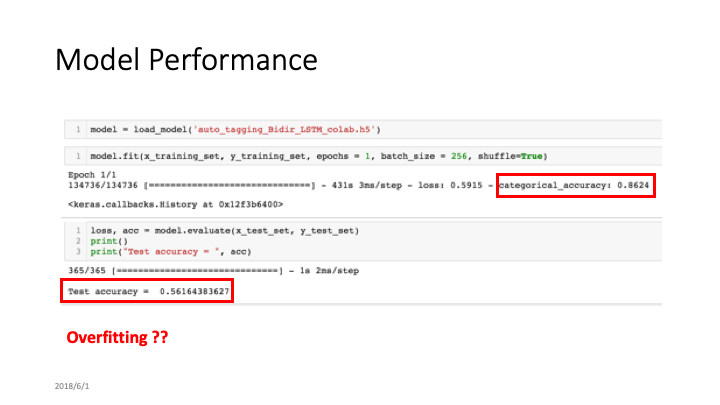 Model Performance
1 model = load_model('auto_tagging_Bidir_LSTM_colab.h5')
1 model.fit(x_training_set, y_training_set, epochs = 1, batch_size = 256, shuffle=True)
Epoch 1/1
134736/134736 [==============================] - 431s 3ms/step - loss: 0.5915 - categorical_accuracy: 0.8624
<keras.callbacks.History at 0x12f3b6400>
1 loss, acc = model.evaluate(x_test_set, y_test_set)
2 print()
3 print("Test accuracy = ", acc)
365/365 [==============================] - 1s 2ms/step
Test accuracy =  0.56164383627
Overfitting ??
2018/6/1